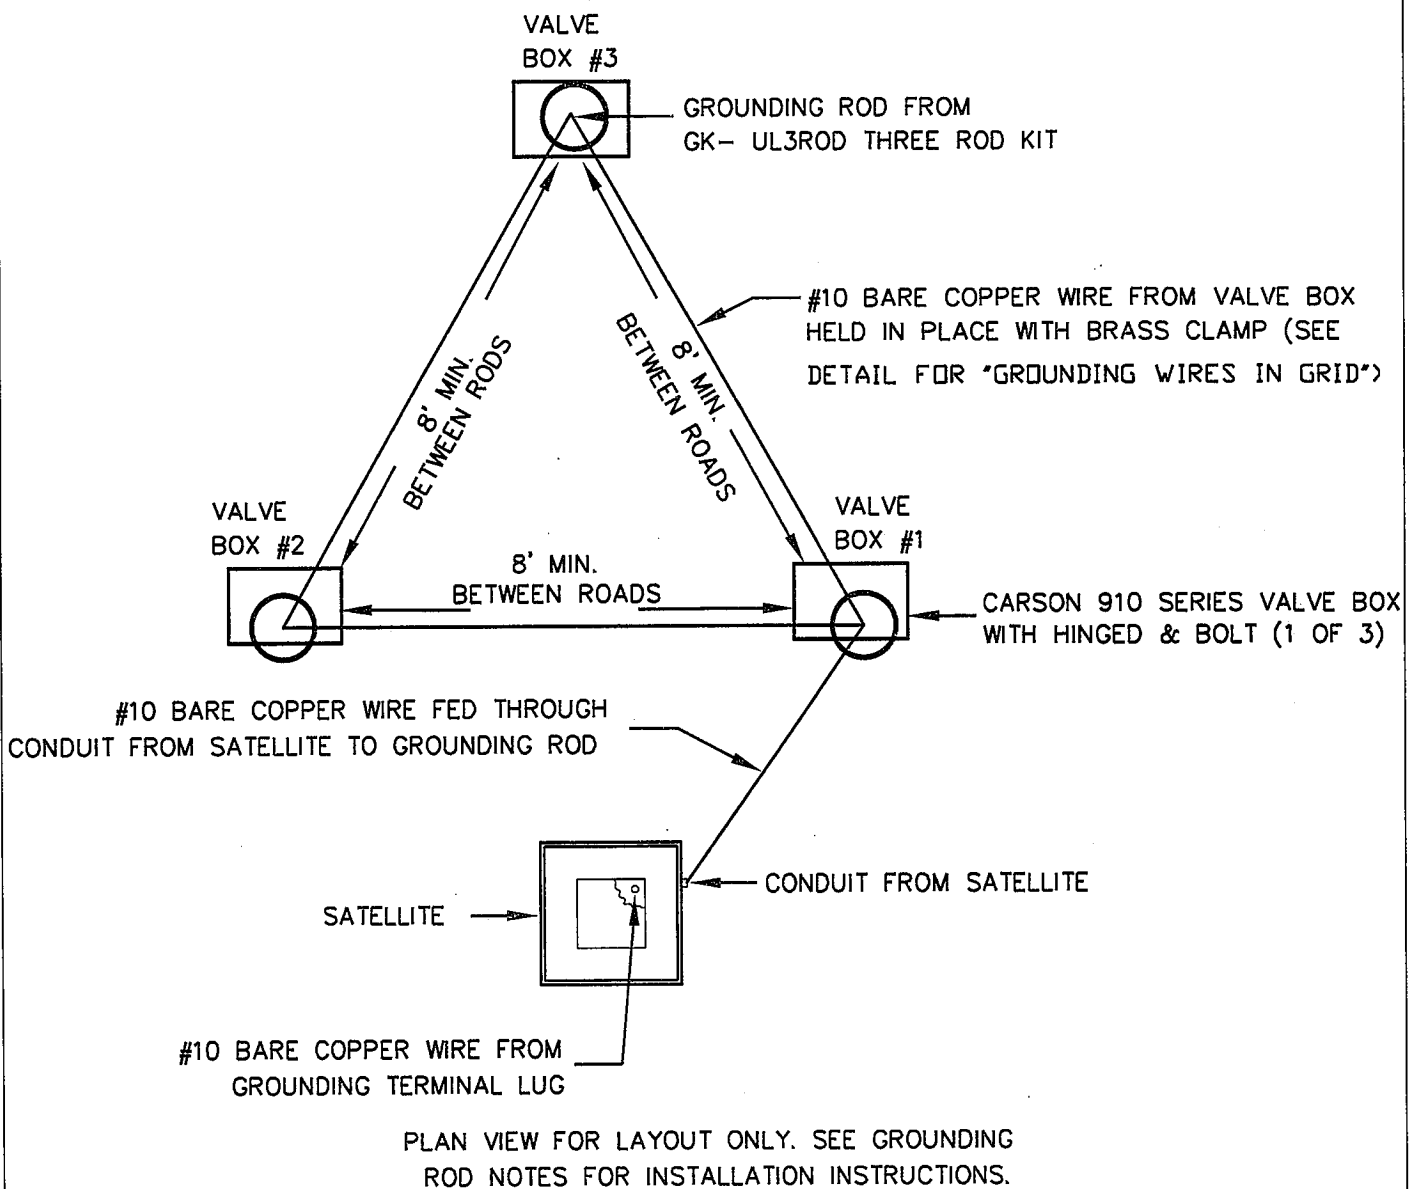 VALVE
BOX #3
GROUNDING ROD FROM
GK- UL3ROD THREE ROD KIT
#10 BARE COPPER WIRE FROM VALVE BOX
HELD IN PLACE WITH BRASS CLAMP (SEE
DETAIL FOR "GROUNDING WIRES IN GRID")
8' MIN.
BETWEEN RODS
8' MIN.
BETWEEN ROADS
VALVE
BOX #2
8' MIN.
BETWEEN ROADS
VALVE
BOX #1
CARSON 910 SERIES VALVE BOX
WITH HINGED & BOLT (1 OF 3)
#10 BARE COPPER WIRE FED THROUGH
CONDUIT FROM SATELLITE TO GROUNDING ROD
CONDUIT FROM SATELLITE
SATELLITE
#10 BARE COPPER WIRE FROM
GROUNDING TERMINAL LUG
PLAN VIEW FOR LAYOUT ONLY. SEE GROUNDING
ROD NOTES FOR INSTALLATION INSTRUCTIONS.